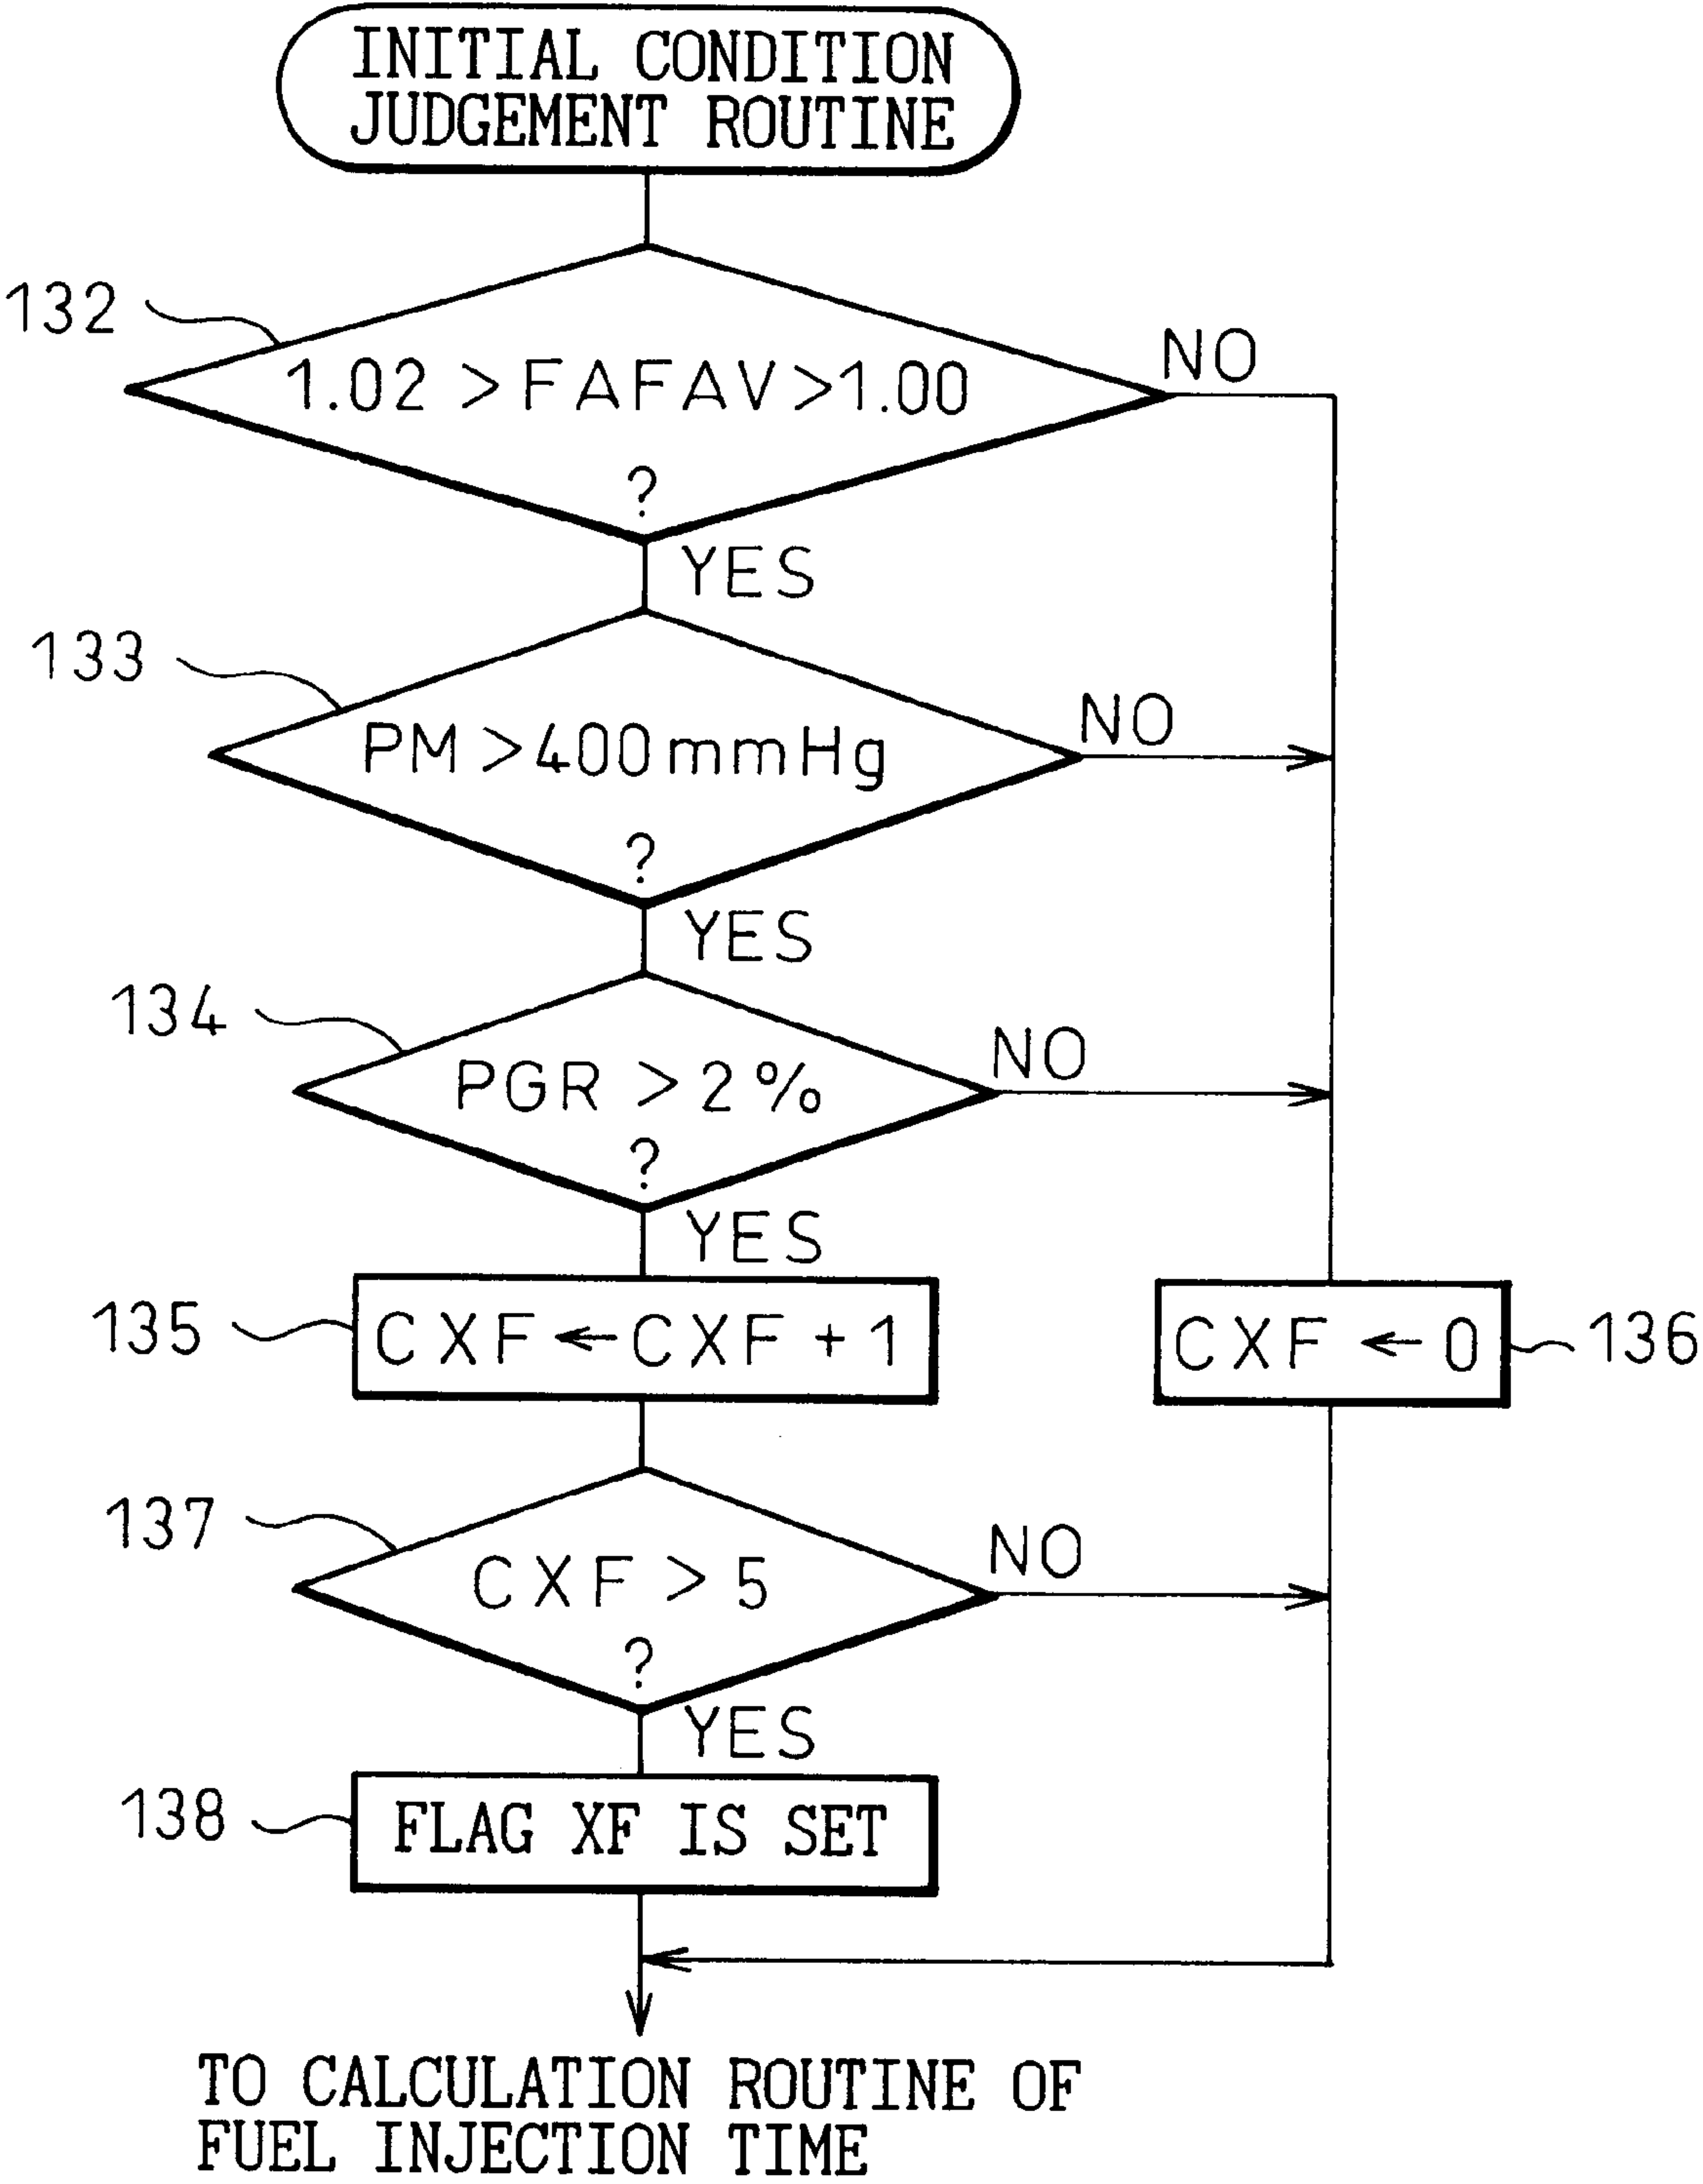 INITIAL CONDITION
JUDGEMENT ROUTINE
132
1.02 > FAFAV > 1.00
?
NO
YES
133
PM > 400 mmHg
?
NO
YES
134
PGR > 2 %
?
NO
YES
135
CXF ← CXF + 1
CXF ← 0
136
137
CXF > 5
?
NO
YES
138
FLAG XF IS SET
TO CALCULATION ROUTINE OF
FUEL INJECTION TIME